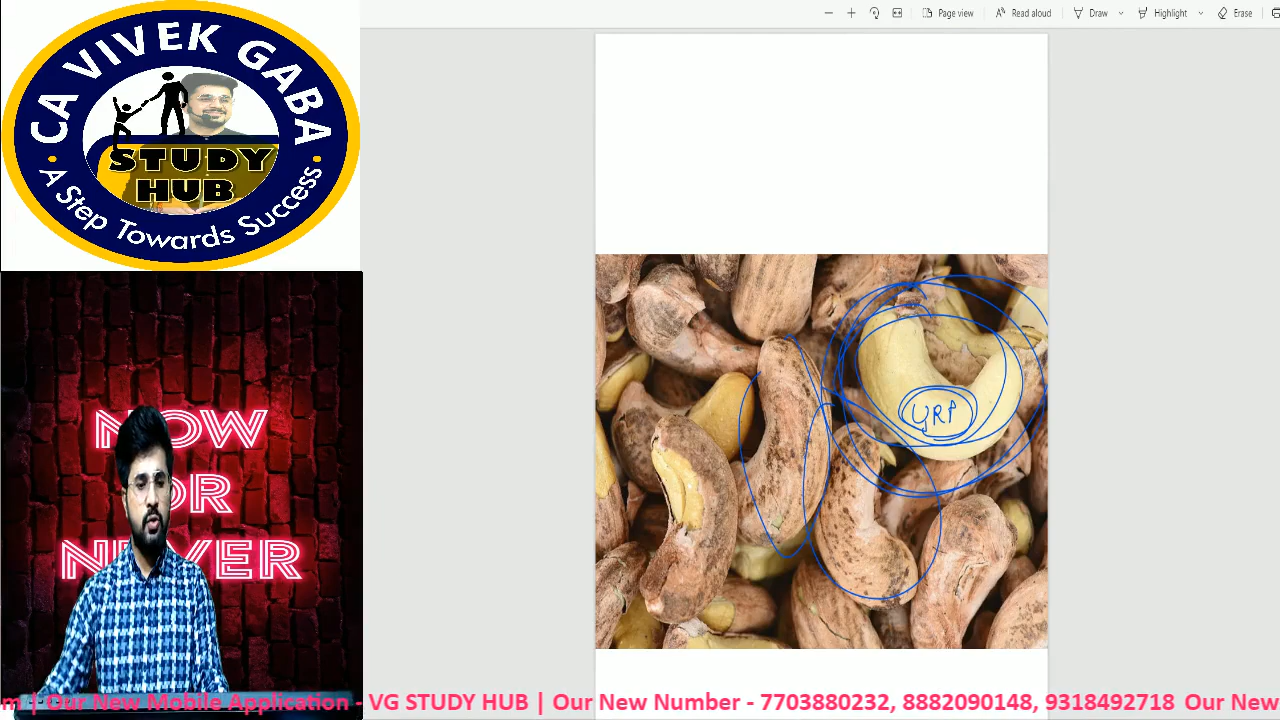 Page view
Read aloud
Draw
Highlight
Erase
CA VIVEK GABA
STUDY
HUB
A Step Towards Success
NOW
OR
NEVER
URP
m | Our New Mobile Application - VG STUDY HUB | Our New Number - 7703880232, 8882090148, 9318492718 Our New